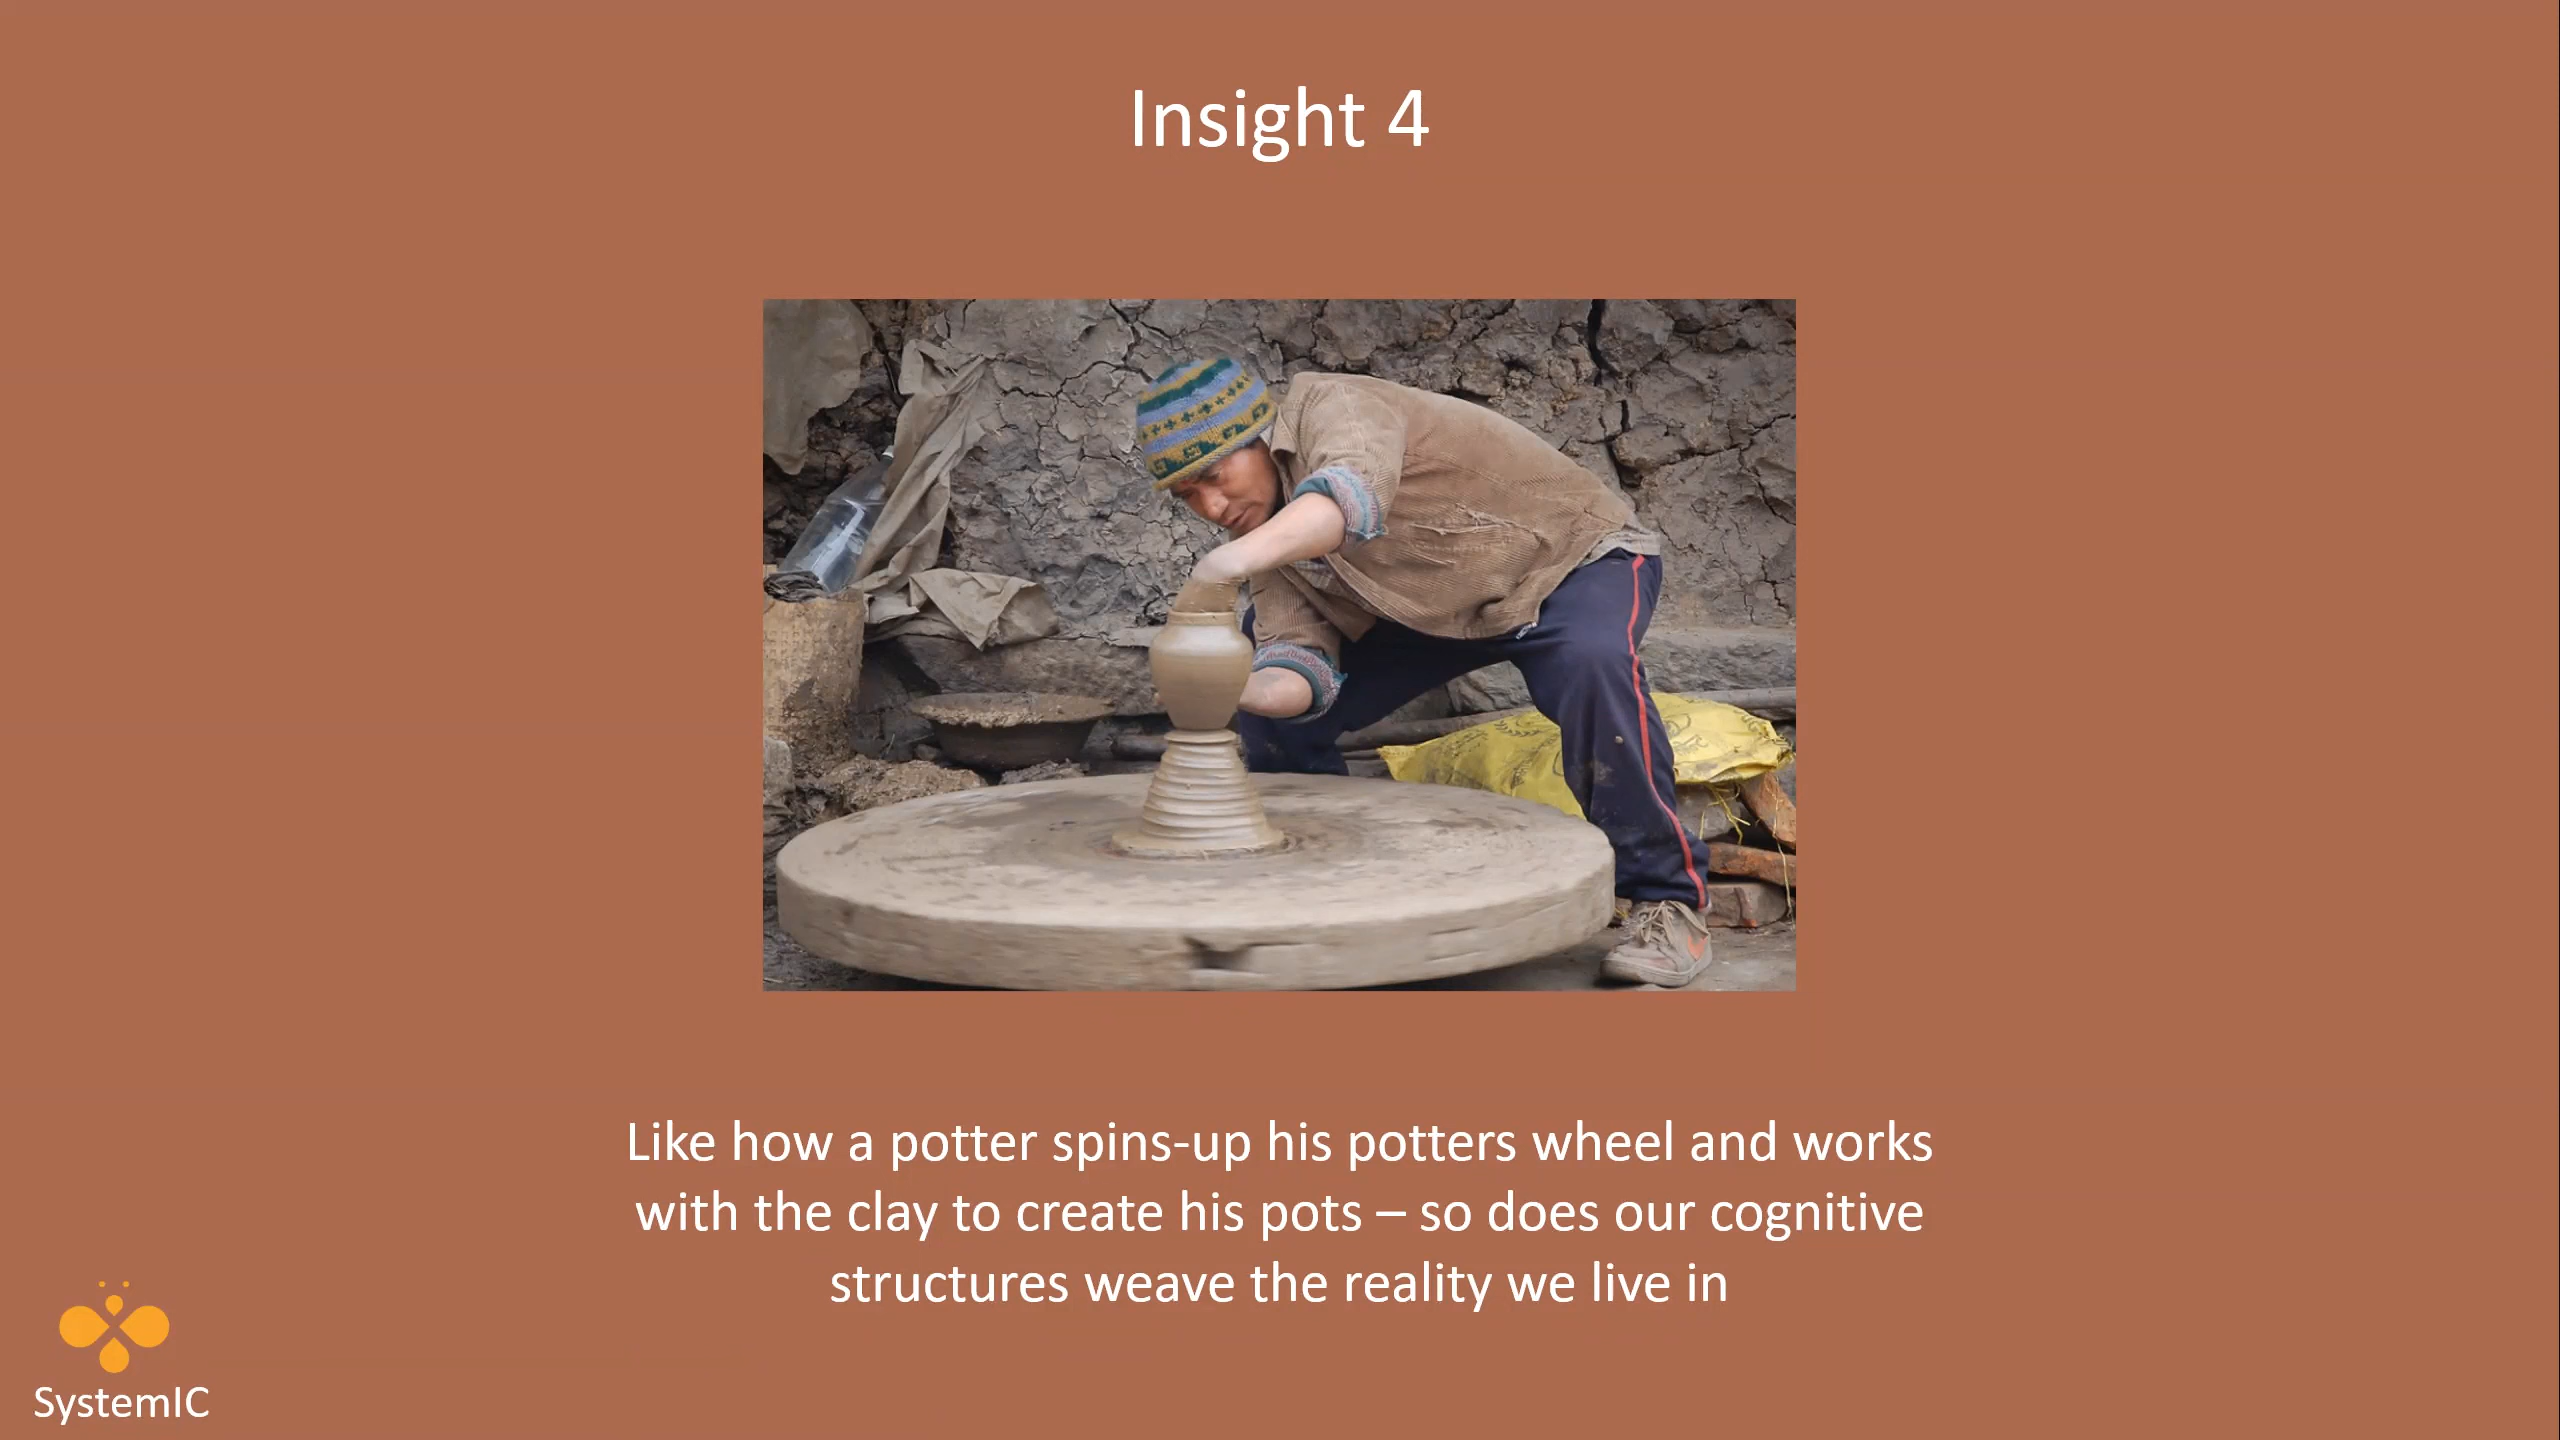 Insight 4
Like how a potter spins-up his potters wheel and works
with the clay to create his pots – so does our cognitive
structures weave the reality we live in
SystemIC